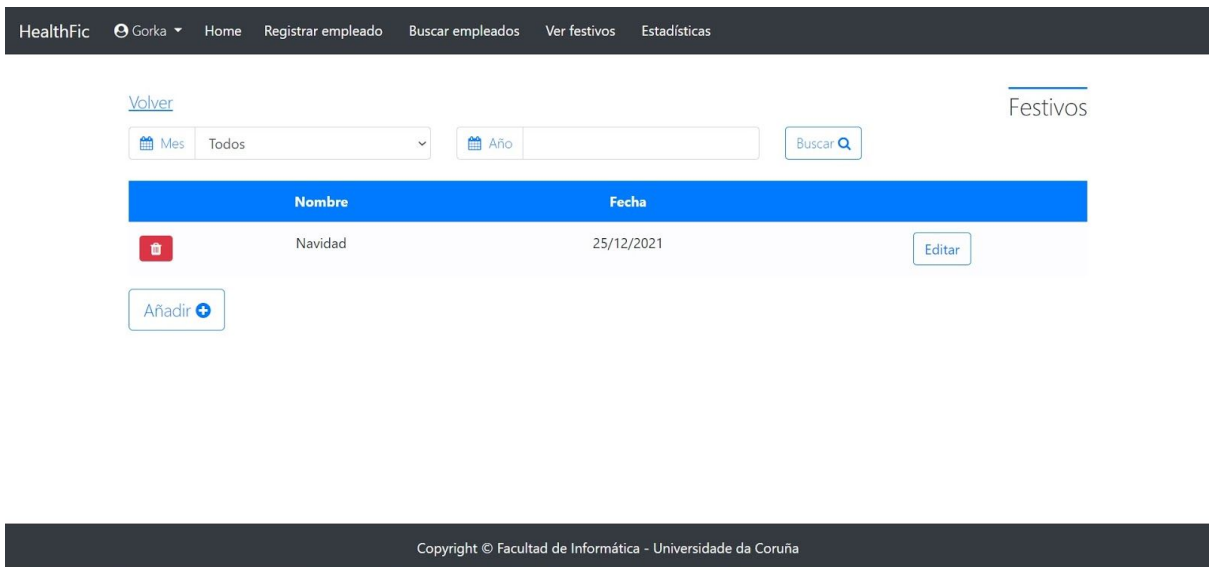 HealthFic Gorka Home Registrar empleado Buscar empleados Ver festivos Estadísticas
Volver
Festivos
Mes Todos Año Buscar
Nombre Fecha
Navidad 25/12/2021 Editar
Añadir
Copyright © Facultad de Informática - Universidade da Coruña